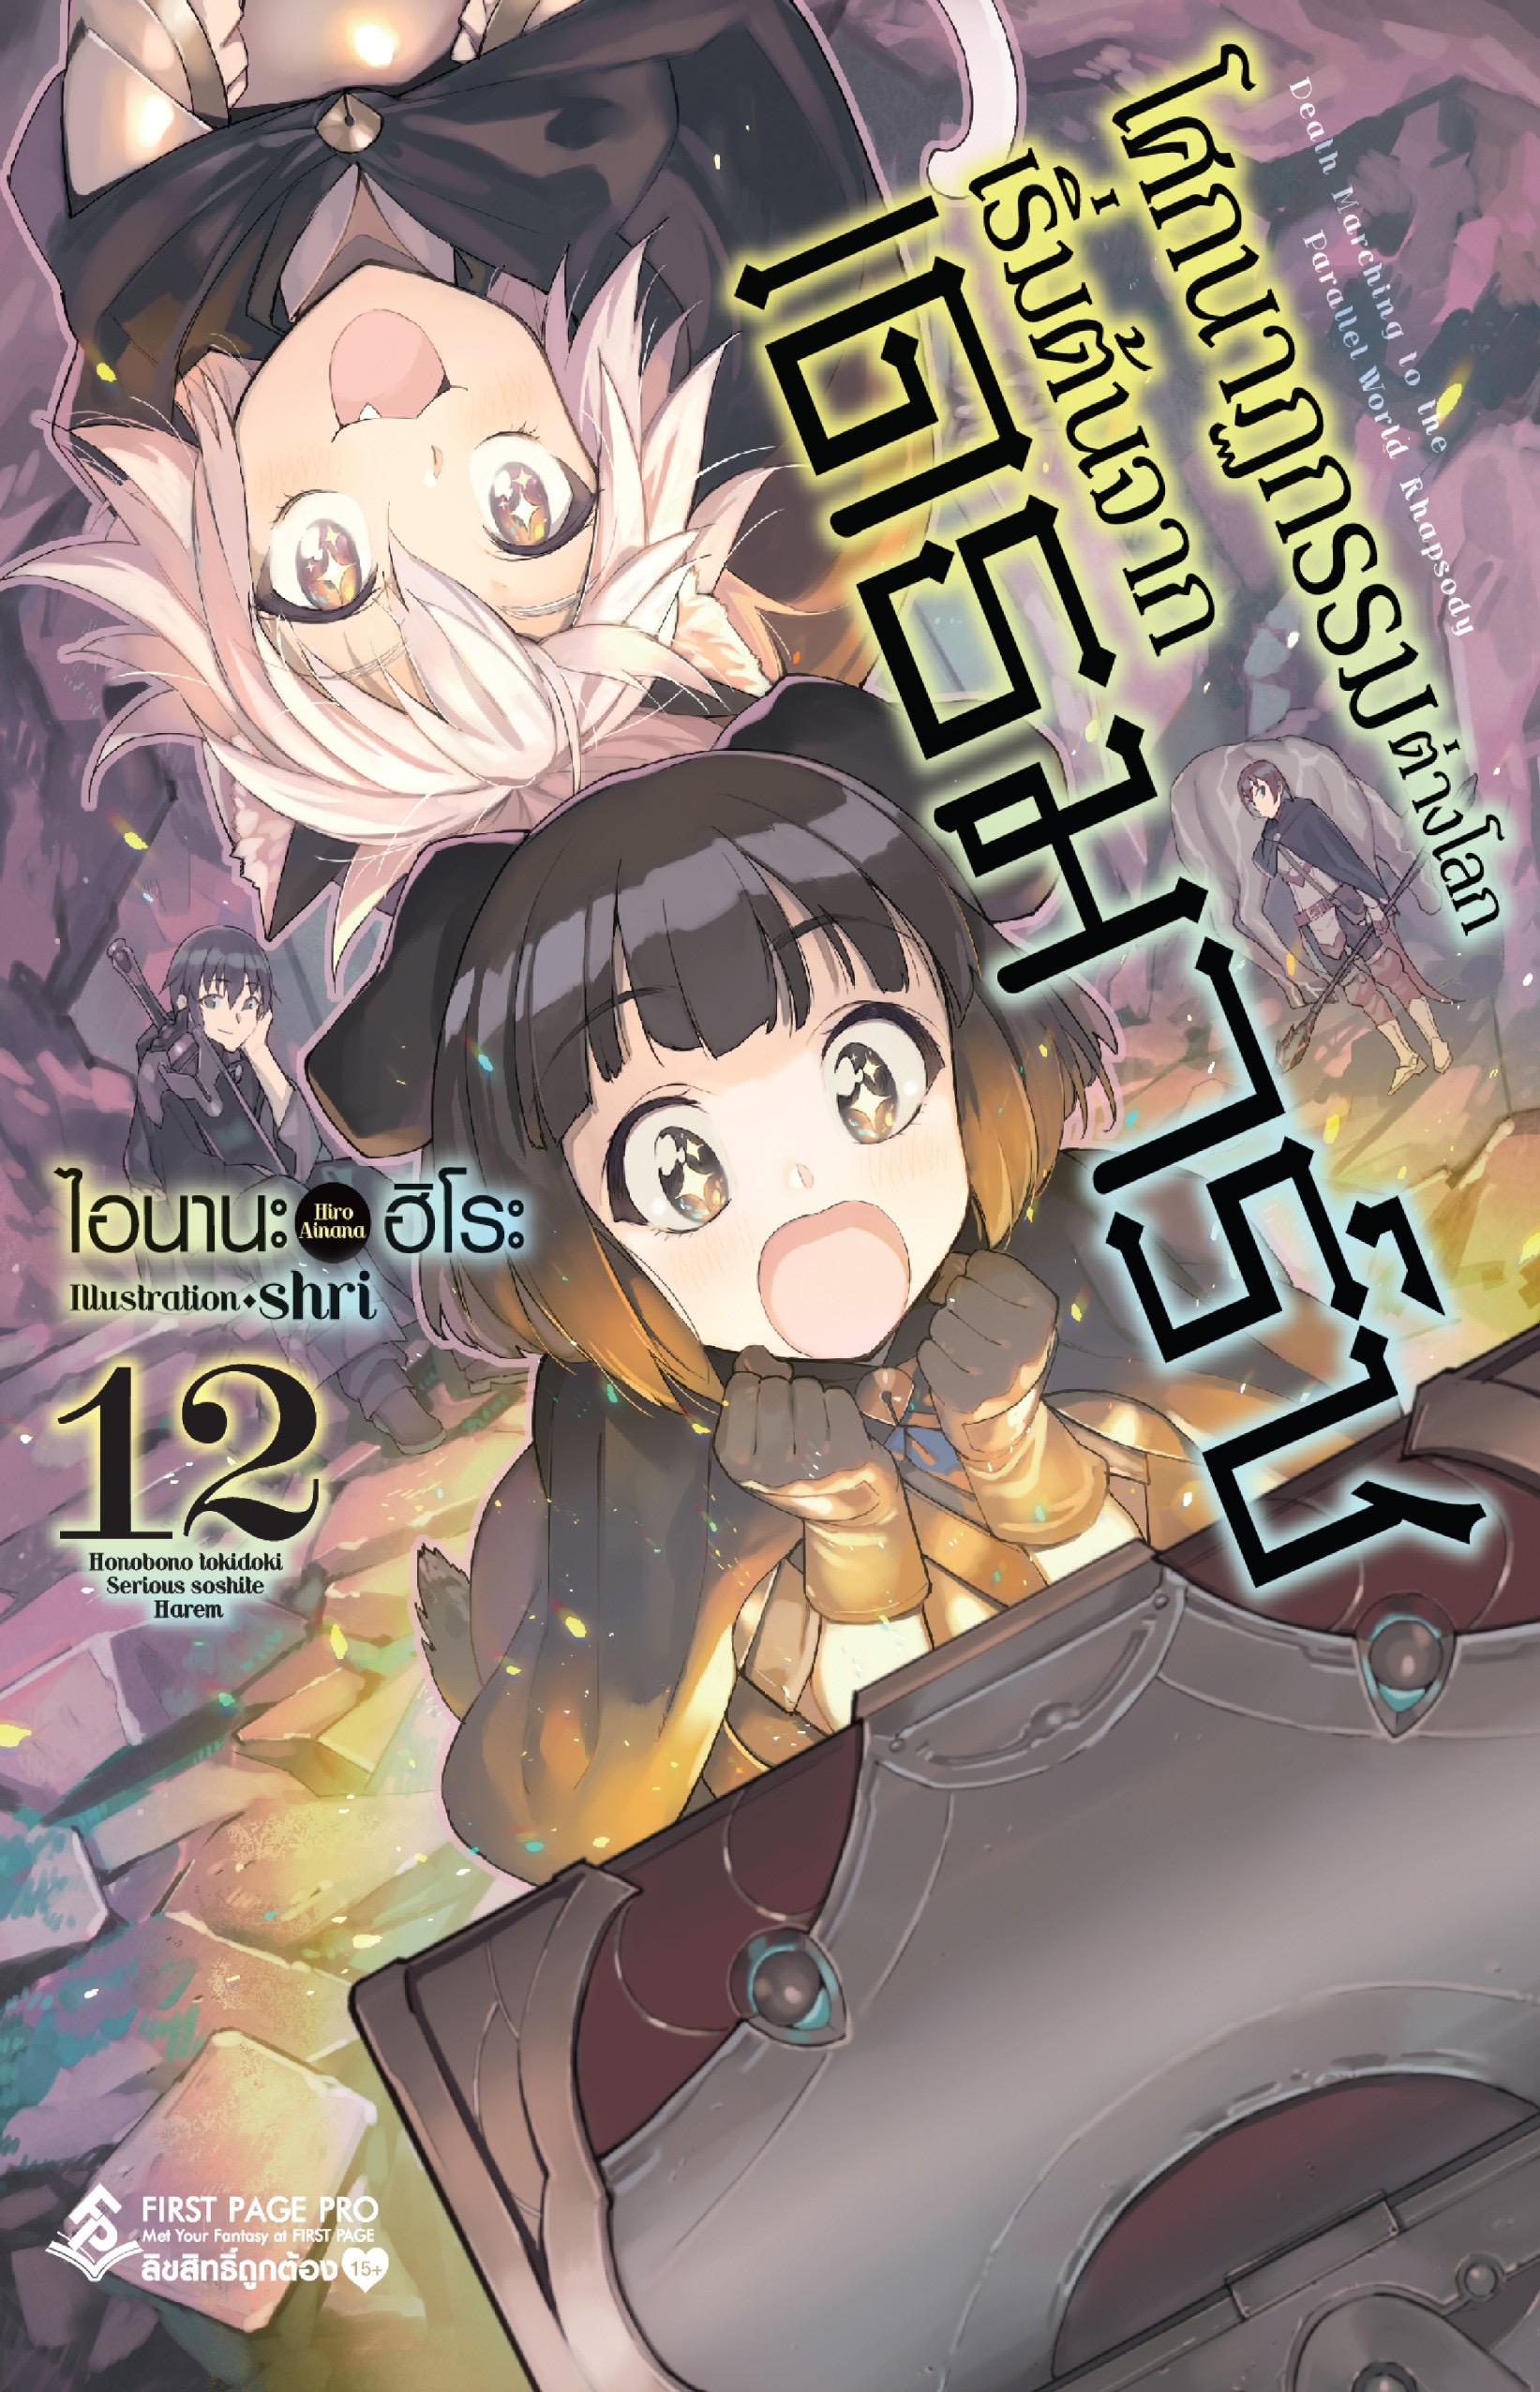 Death Marching to the
Parallel World Rhapsody
โศกนาฏกรรมต่างโลก
เริ่มต้นจาก
เดธมาร์ช
ไอนานะ
Hiro
Ainana
ฮิโระ
Illustration◆shri
12
Honobono tokidoki
Serious soshite
Harem
FIRST PAGE PRO
Met Your Fantasy at FIRST PAGE
ลิขสิทธิ์ถูกต้อง 15+